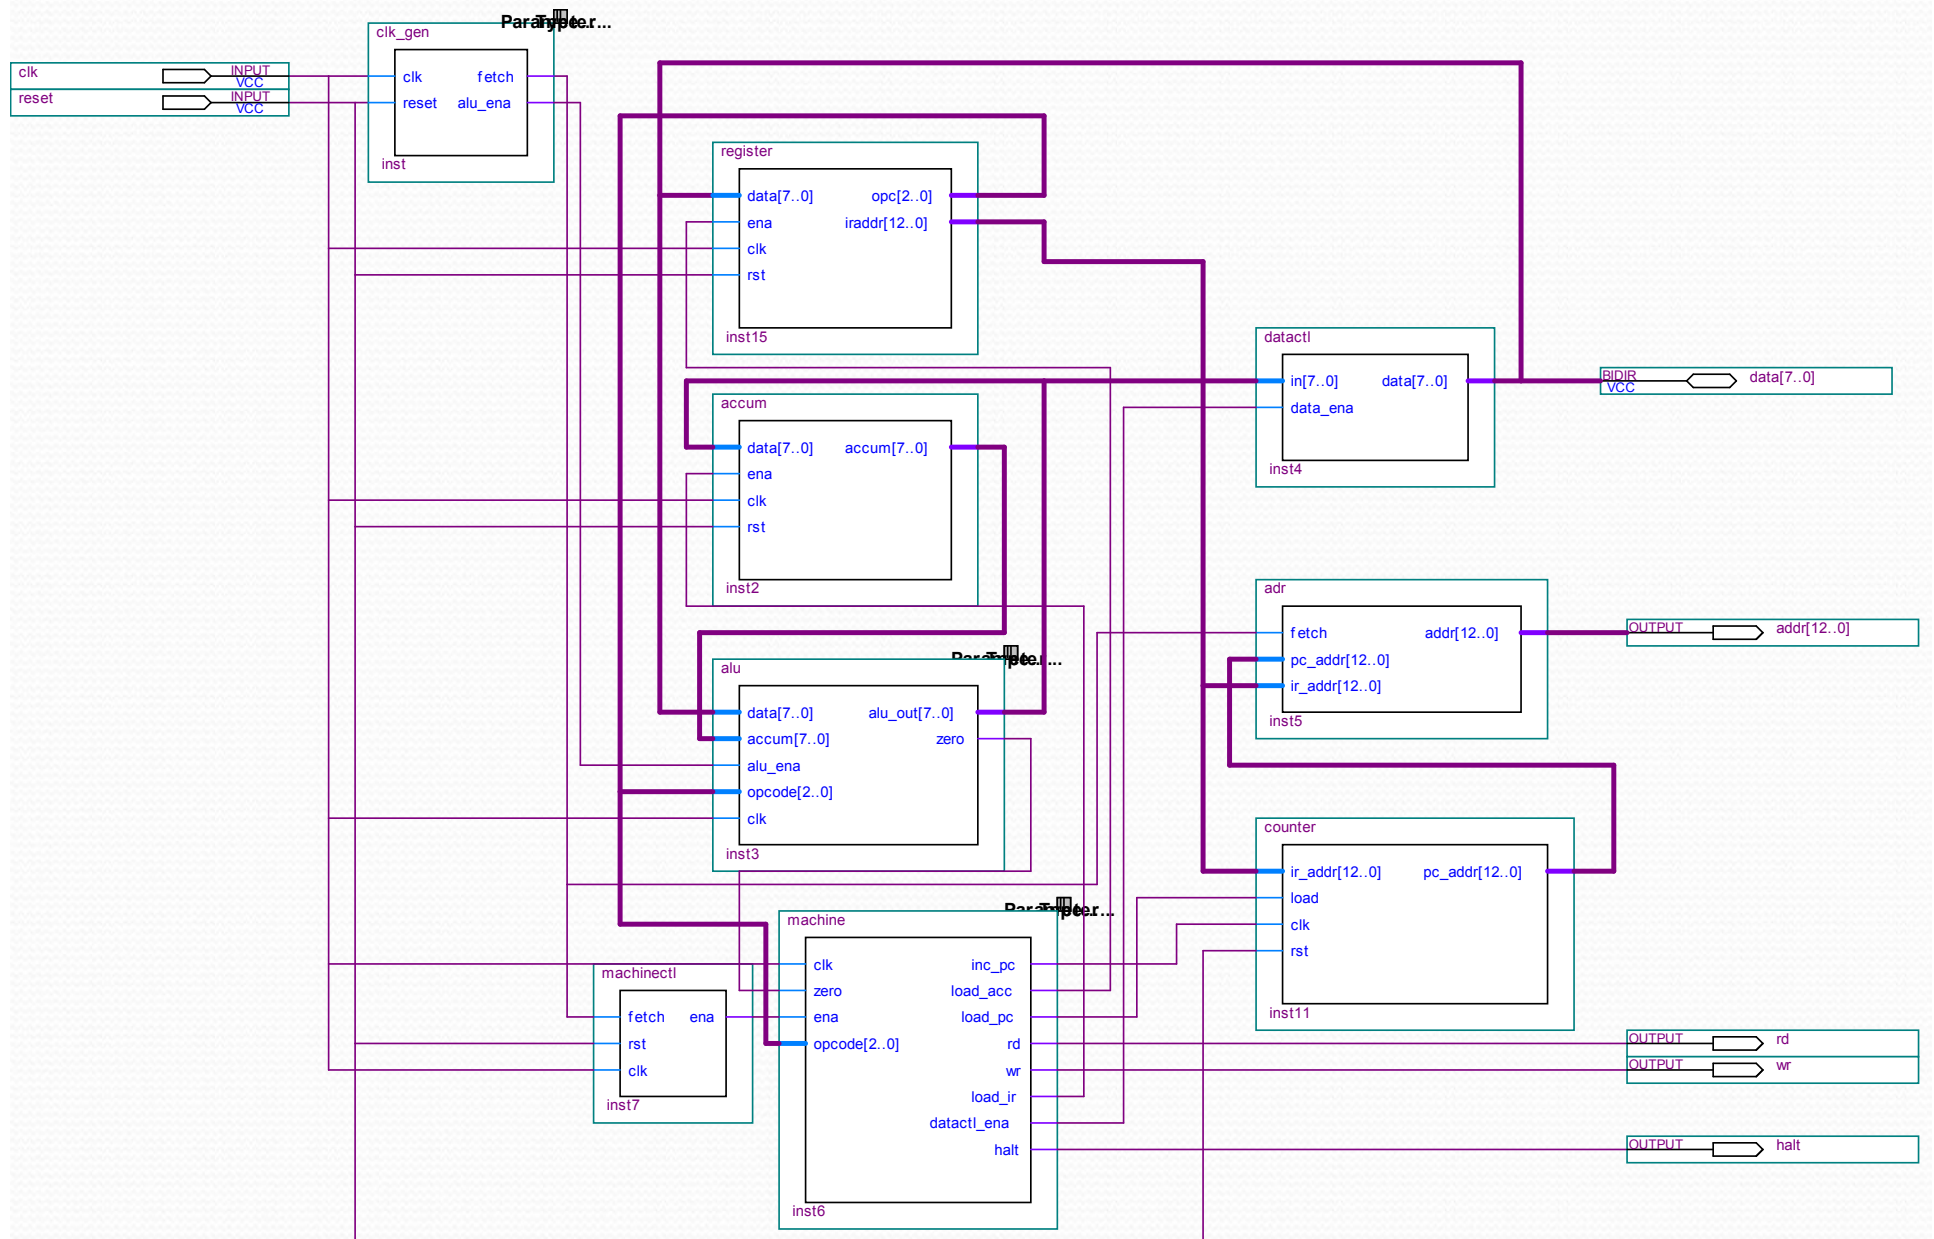 clk
INPUT
VCC
reset
INPUT
VCC
clk_gen
clk
fetch
reset
alu_ena
inst
register
data[7..0]
opc[2..0]
ena
iraddr[12..0]
clk
rst
inst15
accum
data[7..0]
accum[7..0]
ena
clk
rst
inst2
datactl
in[7..0]
data[7..0]
data_ena
inst4
BIDIR
VCC
data[7..0]
adr
fetch
addr[12..0]
pc_addr[12..0]
ir_addr[12..0]
inst5
OUTPUT
addr[12..0]
alu
data[7..0]
alu_out[7..0]
accum[7..0]
zero
alu_ena
opcode[2..0]
clk
inst3
counter
ir_addr[12..0]
pc_addr[12..0]
load
clk
rst
inst11
machinectl
fetch
ena
rst
clk
inst7
machine
clk
inc_pc
zero
load_acc
ena
load_pc
opcode[2..0]
rd
wr
load_ir
datactl_ena
halt
inst6
OUTPUT
rd
OUTPUT
wr
OUTPUT
halt